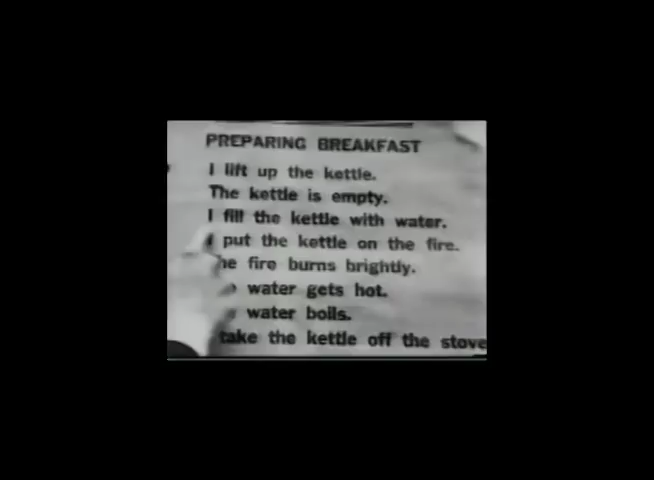 PREPARING BREAKFAST
I lift up the kettle.
The kettle is empty.
I fill the kettle with water.
I put the kettle on the fire.
he fire burns brightly.
water gets hot.
water boils.
take the kettle off the stove